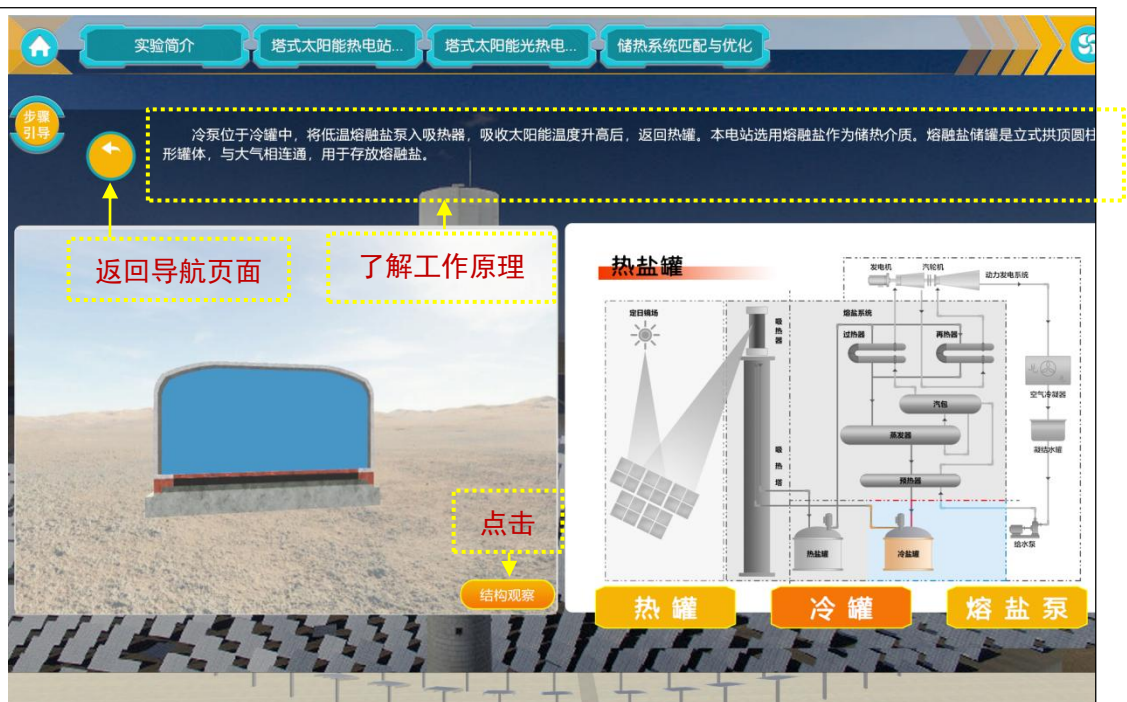 实验简介
塔式太阳能热电站...
塔式太阳能光热电...
储热系统匹配与优化
步骤
引导
冷泵位于冷罐中，将低温熔融盐泵入吸热器，吸收太阳能温度升高后，返回热罐。本电站选用熔融盐作为储热介质。熔融盐储罐是立式拱顶圆柱
形罐体，与大气相连通，用于存放熔融盐。
返回导航页面
了解工作原理
点击
结构观察
热盐罐
发电机
汽轮机
动力发电系统
定日镜场
吸热器
熔盐系统
过热器
再热器
空气冷凝器
汽包
蒸发器
凝结水罐
吸热塔
预热器
热盐罐
冷盐罐
给水泵
热罐
冷罐
熔盐泵